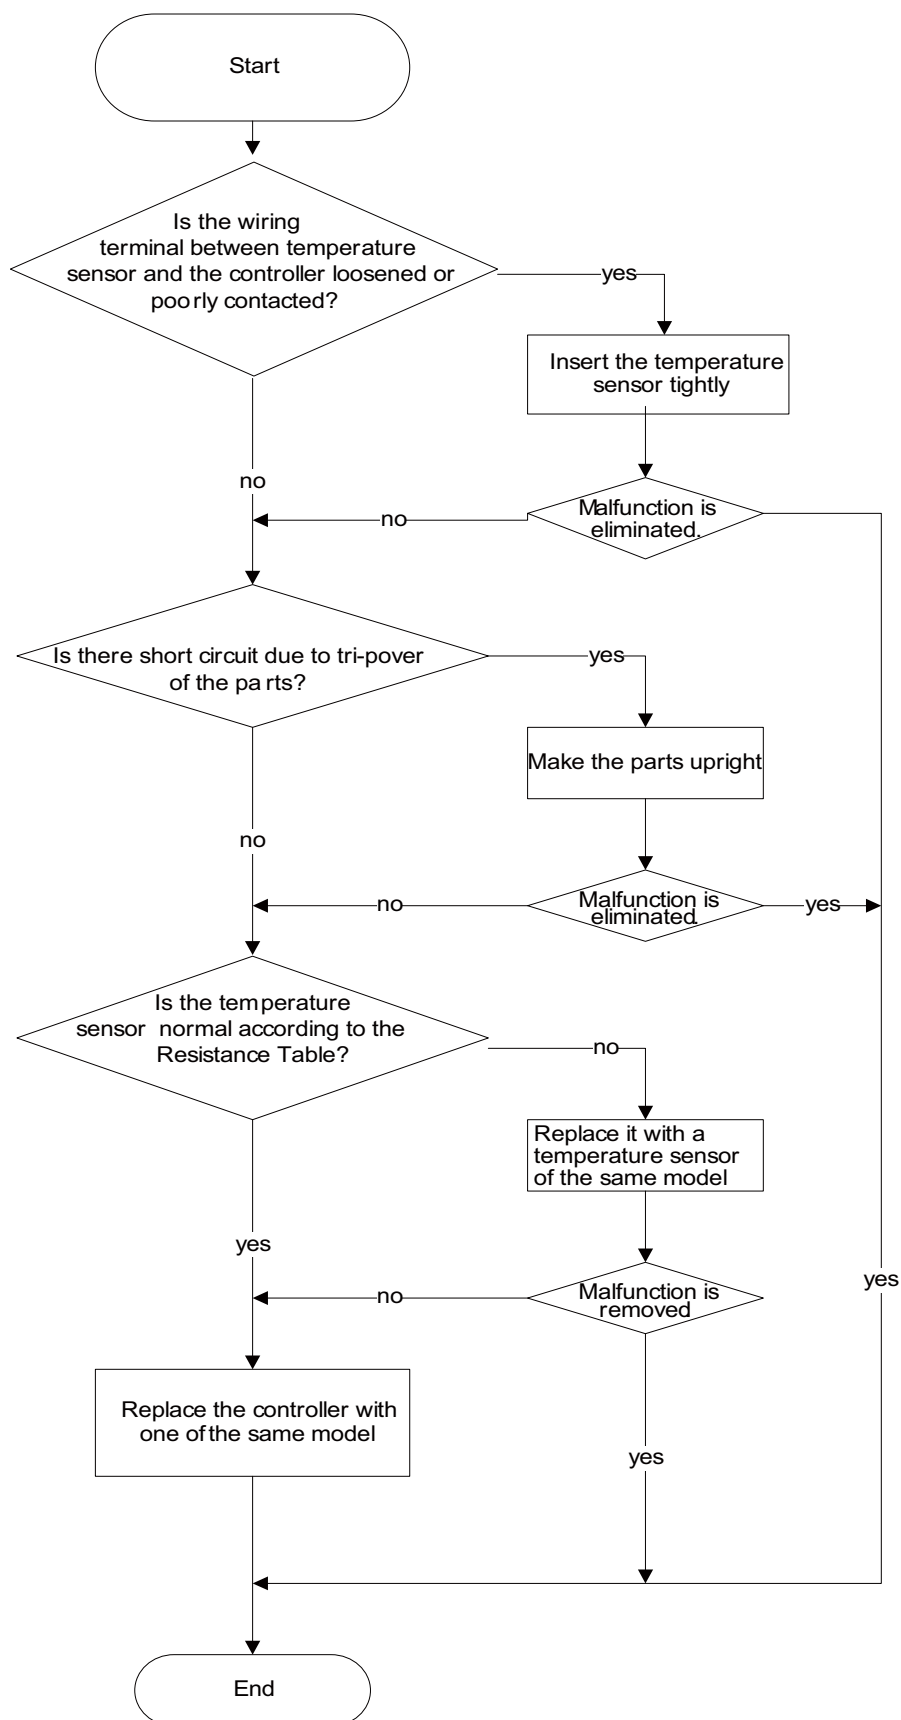 Start
Is the wiring
terminal between temperature
sensor and the controller loosened or
poorly contacted?
yes
Insert the temperature
sensor tightly
no
Malfunction is
eliminated.
no
Is there short circuit due to tri-pover
of the parts?
yes
Make the parts upright
no
Malfunction is
eliminated.
no
yes
Is the temperature
sensor normal according to the
Resistance Table?
no
Replace it with a
temperature sensor
of the same model
yes
Malfunction is
removed
no
yes
Replace the controller with
one of the same model
yes
End